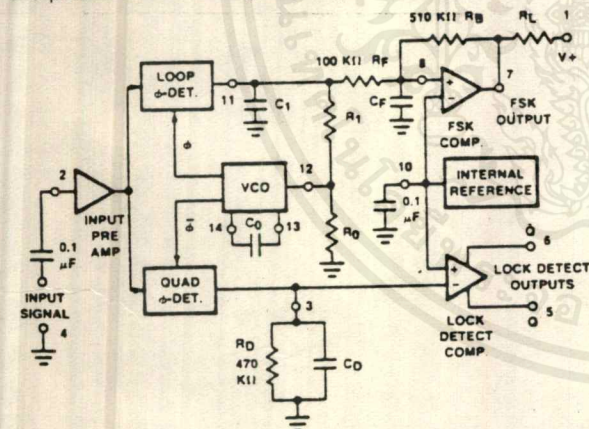 510 KΩ RB RL 1
V+
100 KΩ RF 8
7
FSK
OUTPUT
LOOP
φ-DET.
11
C1
CF
+
−
FSK
COMP.
R1
φ
2
VCO
12
10
INTERNAL
REFERENCE
INPUT
PRE
AMP
φ
14 C0 13
R0
0.1
μF
0.1
μF
Q
6
QUAD
φ-DET.
+
−
LOCK DETECT
OUTPUTS
INPUT
SIGNAL
4
3
5
Q
LOCK
DETECT
COMP.
RD
470
KΩ
CD